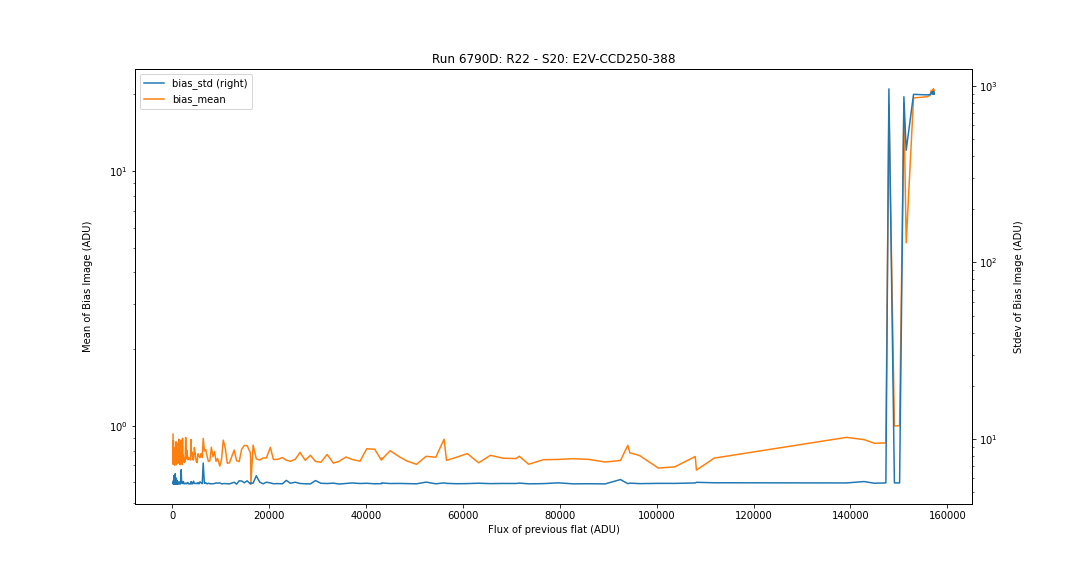 Run 6790D: R22 - S20: E2V-CCD250-388
bias_std (right)
bias_mean
10¹
10⁰
Mean of Bias Image (ADU)
10³
10²
10¹
Stdev of Bias Image (ADU)
0 20000 40000 60000 80000 100000 120000 140000 160000
Flux of previous flat (ADU)